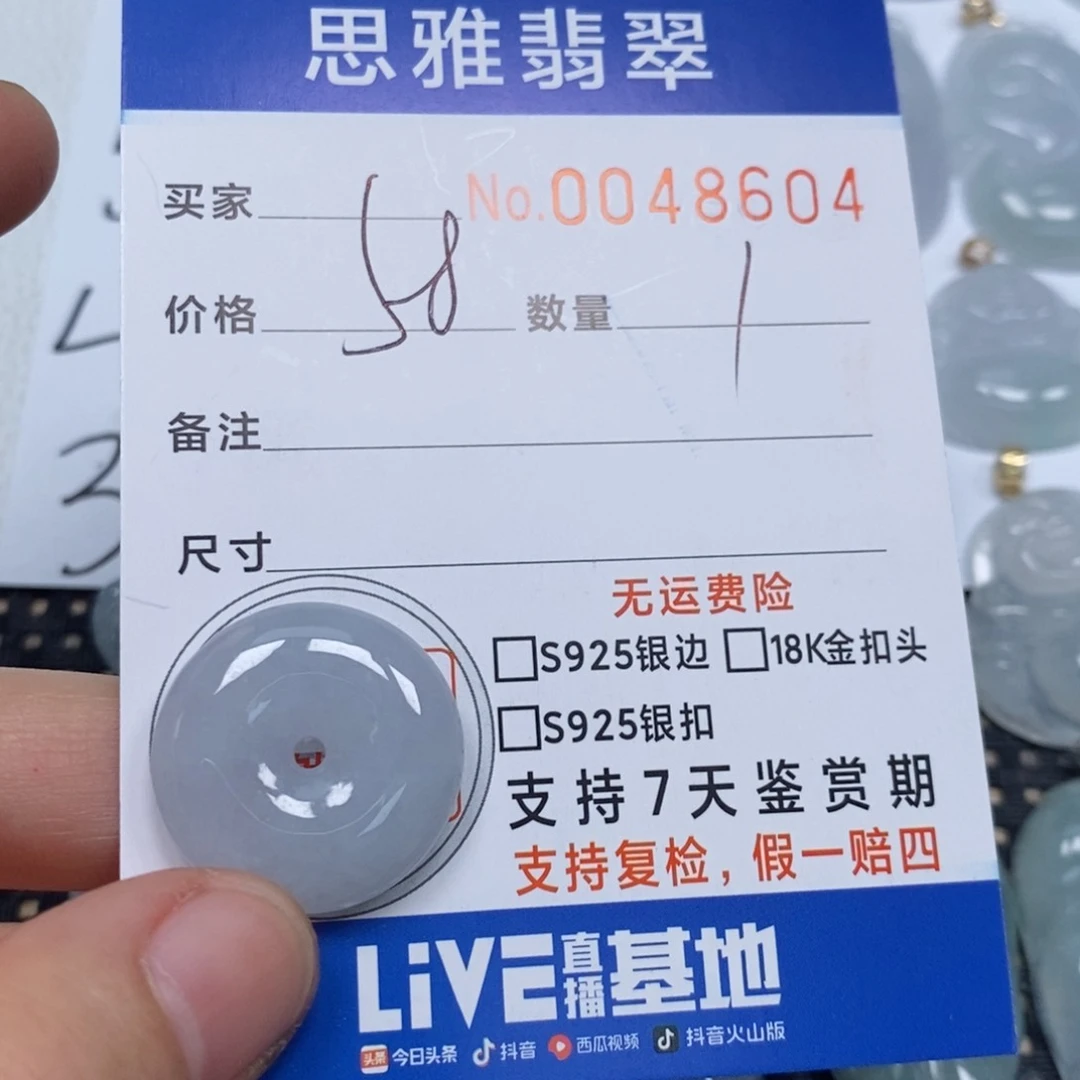 思雅翡翠
买家 No.0048604
价格 58 数量 1
备注
尺寸
无运费险
□S925银边 □18K金扣头
□S925银扣
支持7天鉴赏期
支持复检，假一赔四
LiVE直播基地
头条 今日头条 抖音 西瓜视频 抖音火山版